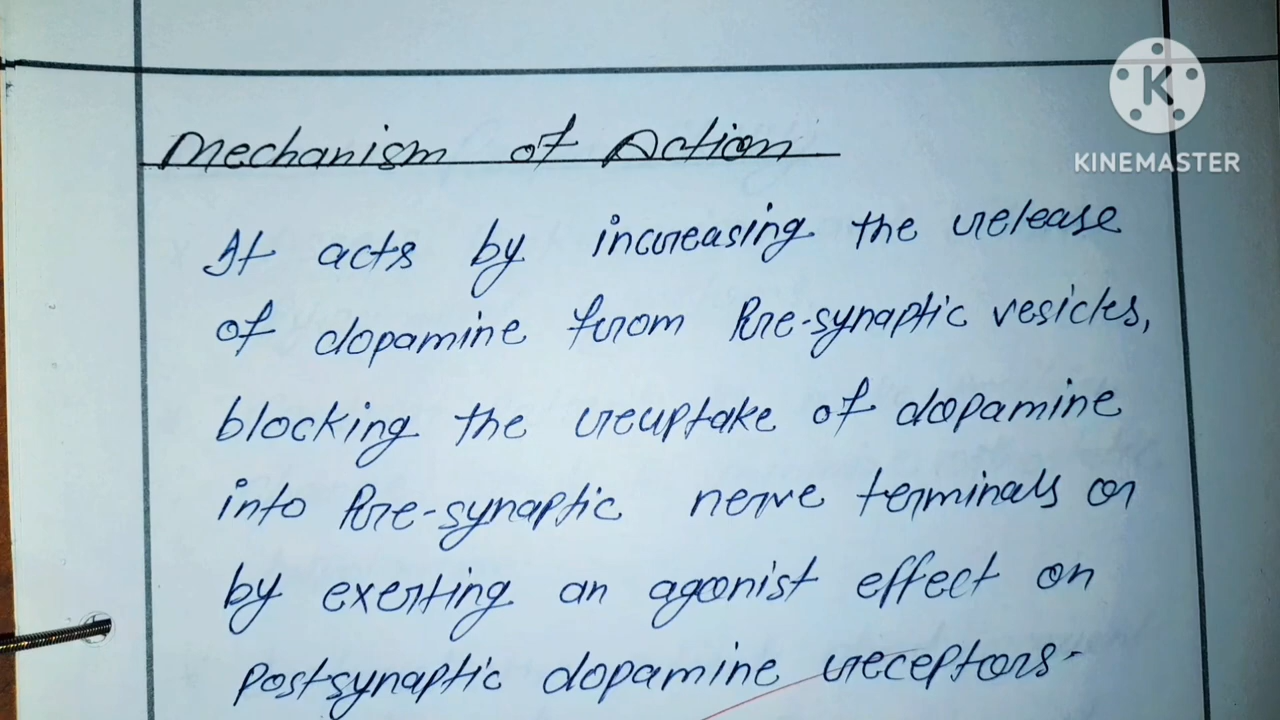 Mechanism of Action
KINEMASTER
It acts by increasing the release
of dopamine from Pre-synaptic vesicles,
blocking the reuptake of dopamine
into Pre-synaptic nerve terminals or
by exerting an agonist effect on
postsynaptic dopamine receptors.